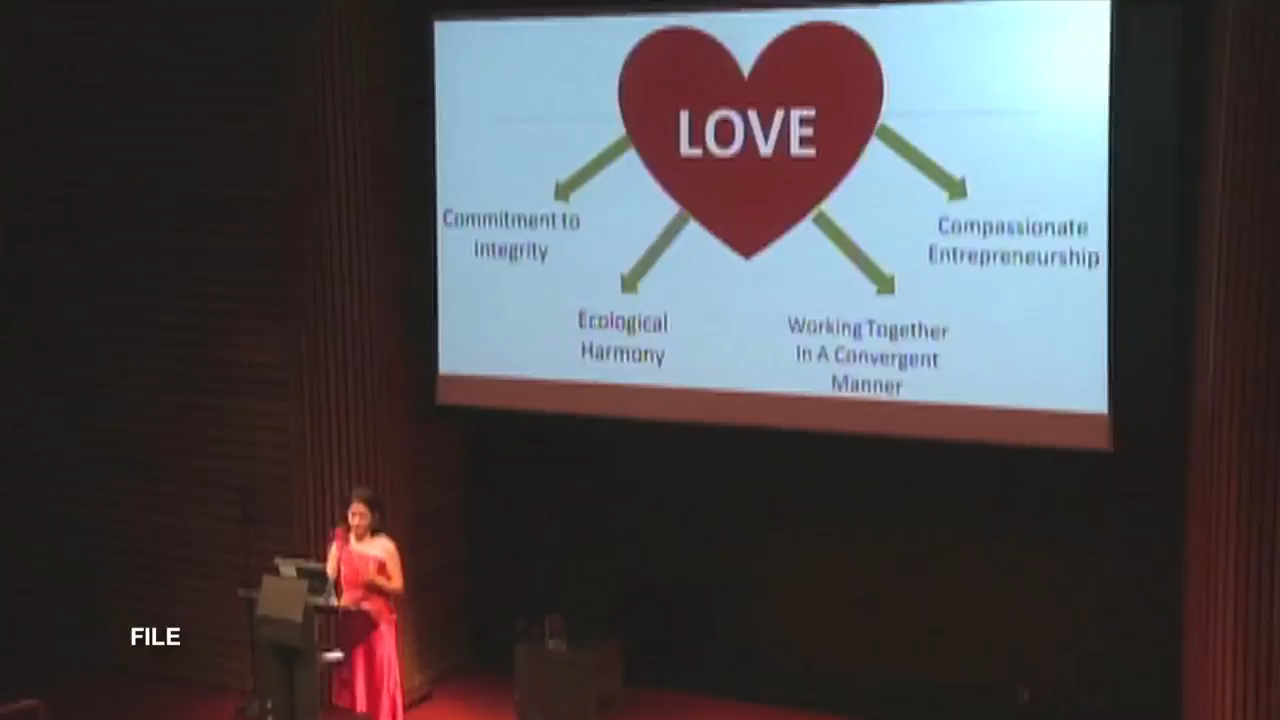 LOVE
Commitment to
Integrity
Ecological
Harmony
Working Together
In A Convergent
Manner
Compassionate
Entrepreneurship
FILE